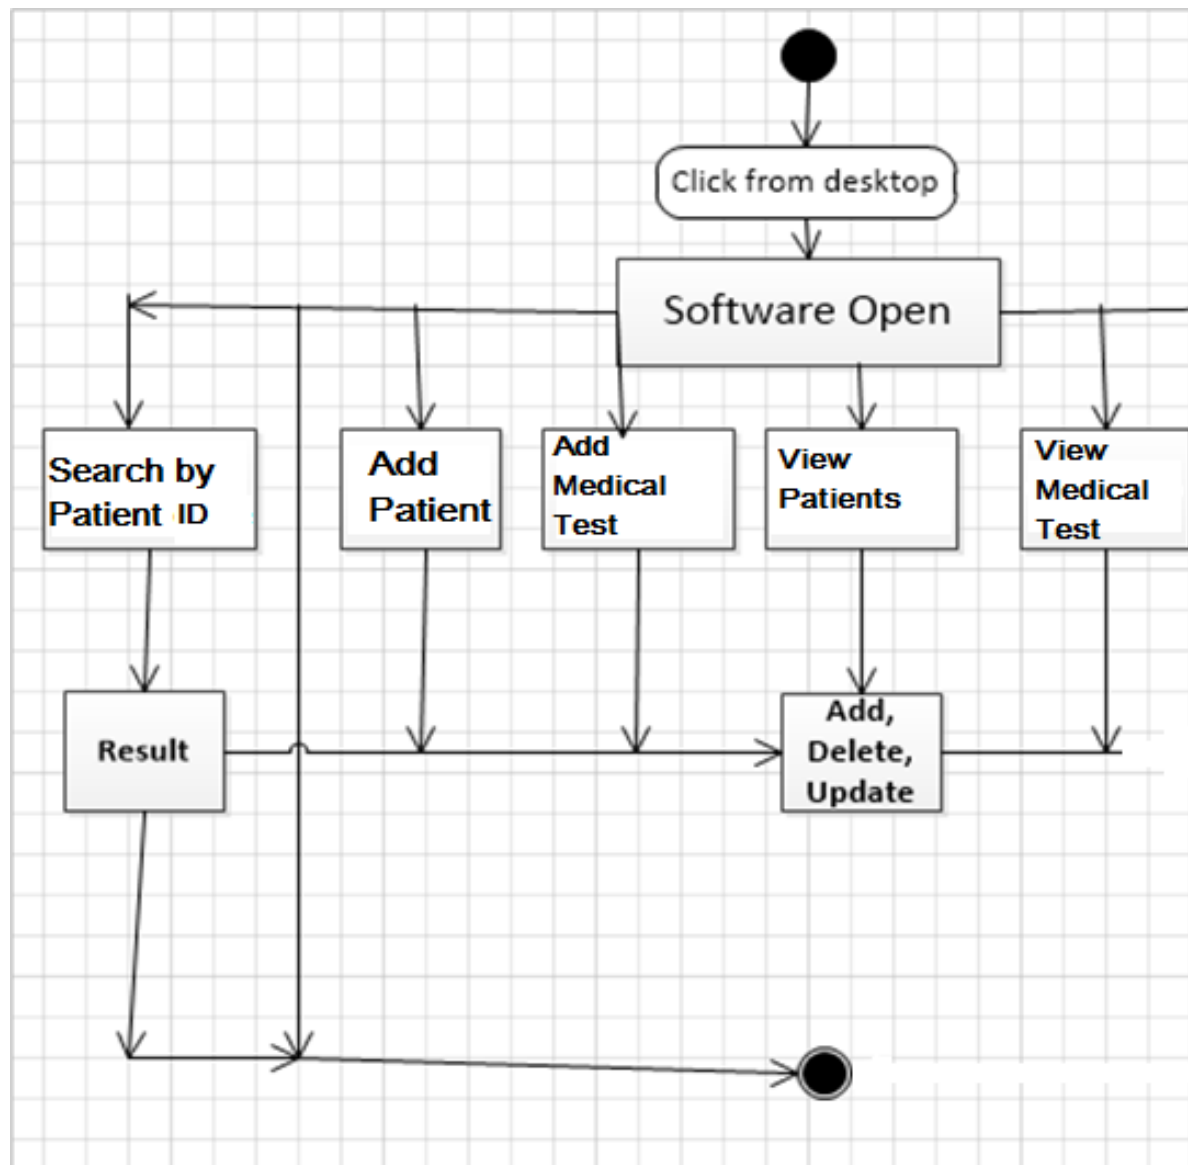 Click from desktop
Software Open
Search by
Patient ID
Add
Patient
Add
Medical
Test
View
Patients
View
Medical
Test
Result
Add,
Delete,
Update